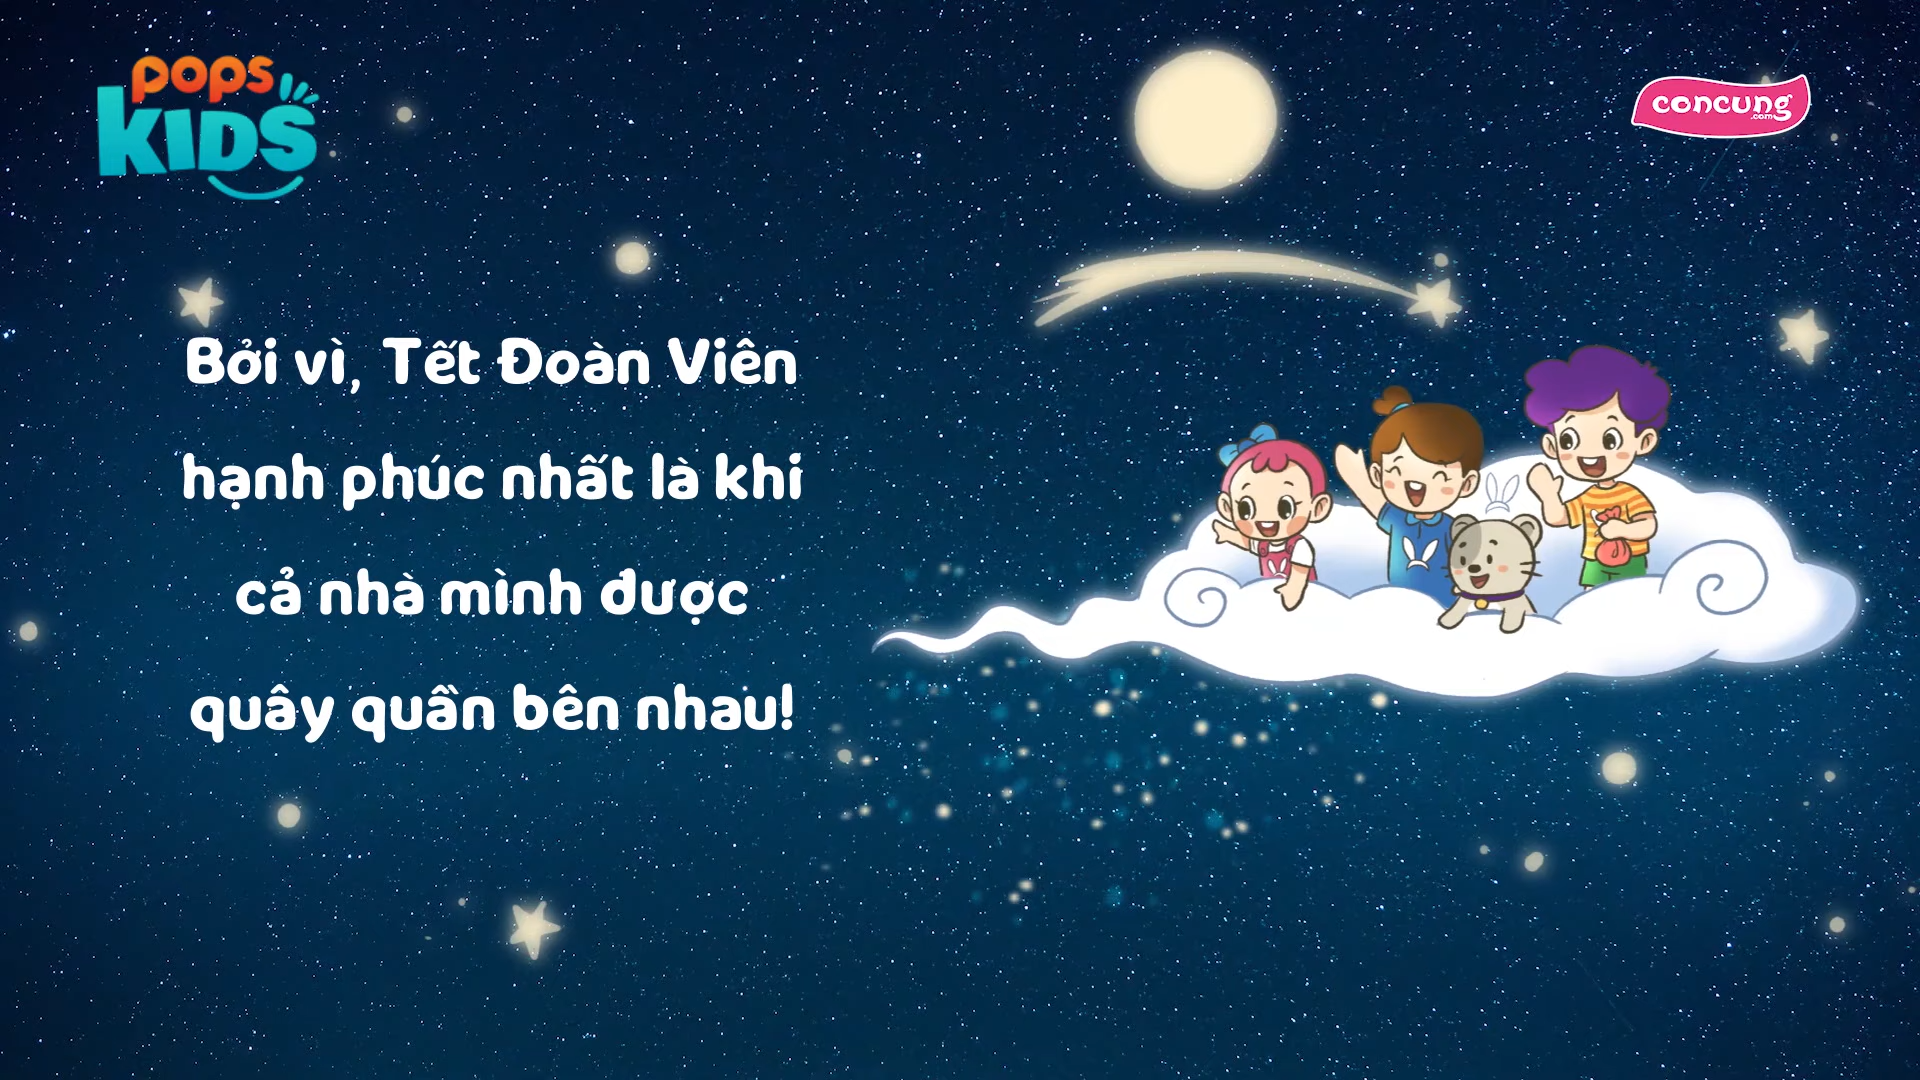 POPS
KIDS
concung
.com
Bởi vì, Tết Đoàn Viên
hạnh phúc nhất là khi
cả nhà mình được
quây quần bên nhau!